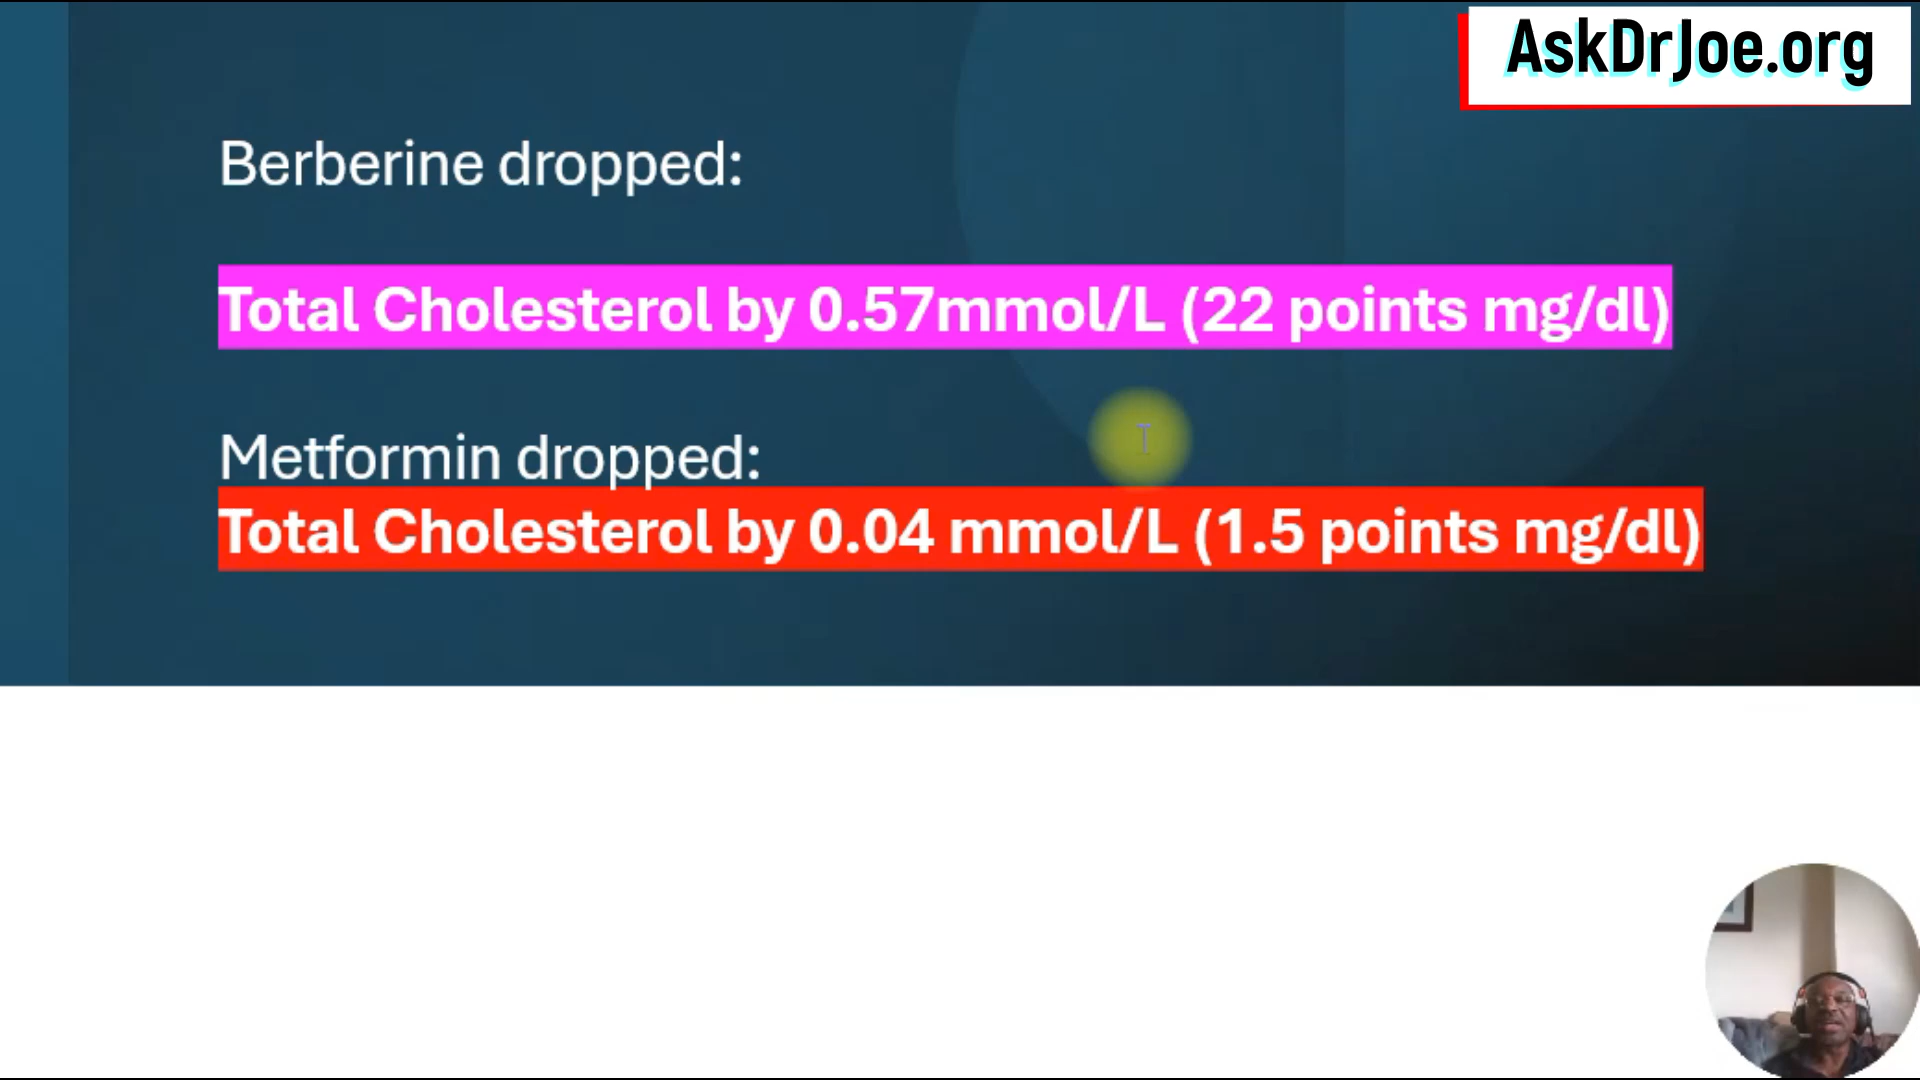 AskDrJoe.org
Berberine dropped:
Total Cholesterol by 0.57mmol/L (22 points mg/dl)
Metformin dropped:
Total Cholesterol by 0.04 mmol/L (1.5 points mg/dl)